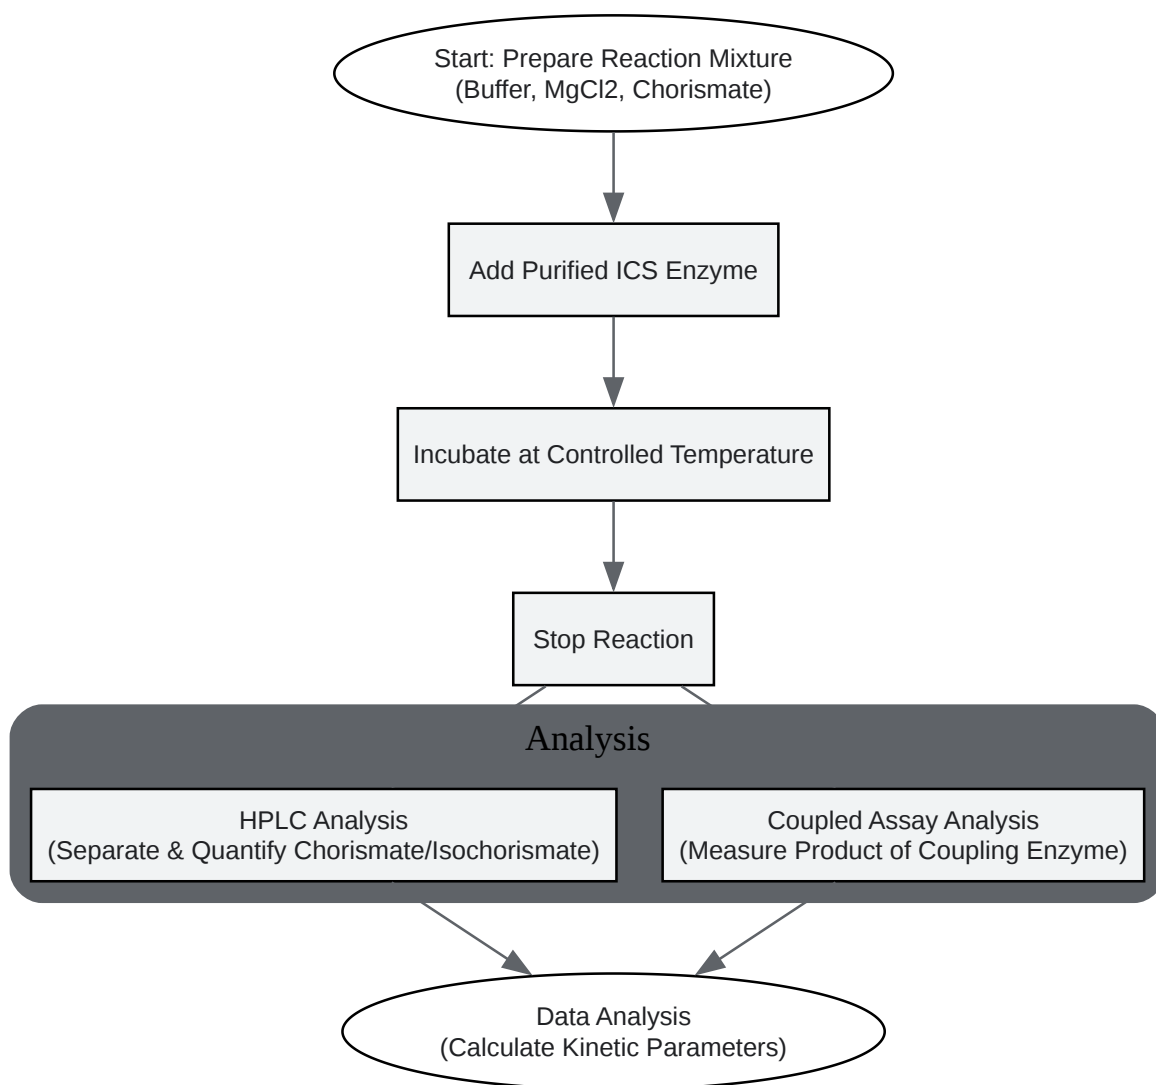 Start: Prepare Reaction Mixture
(Buffer, MgCl2, Chorismate)
Add Purified ICS Enzyme
Incubate at Controlled Temperature
Stop Reaction
Analysis
HPLC Analysis
(Separate & Quantify Chorismate/Isochorismate)
Coupled Assay Analysis
(Measure Product of Coupling Enzyme)
Data Analysis
(Calculate Kinetic Parameters)